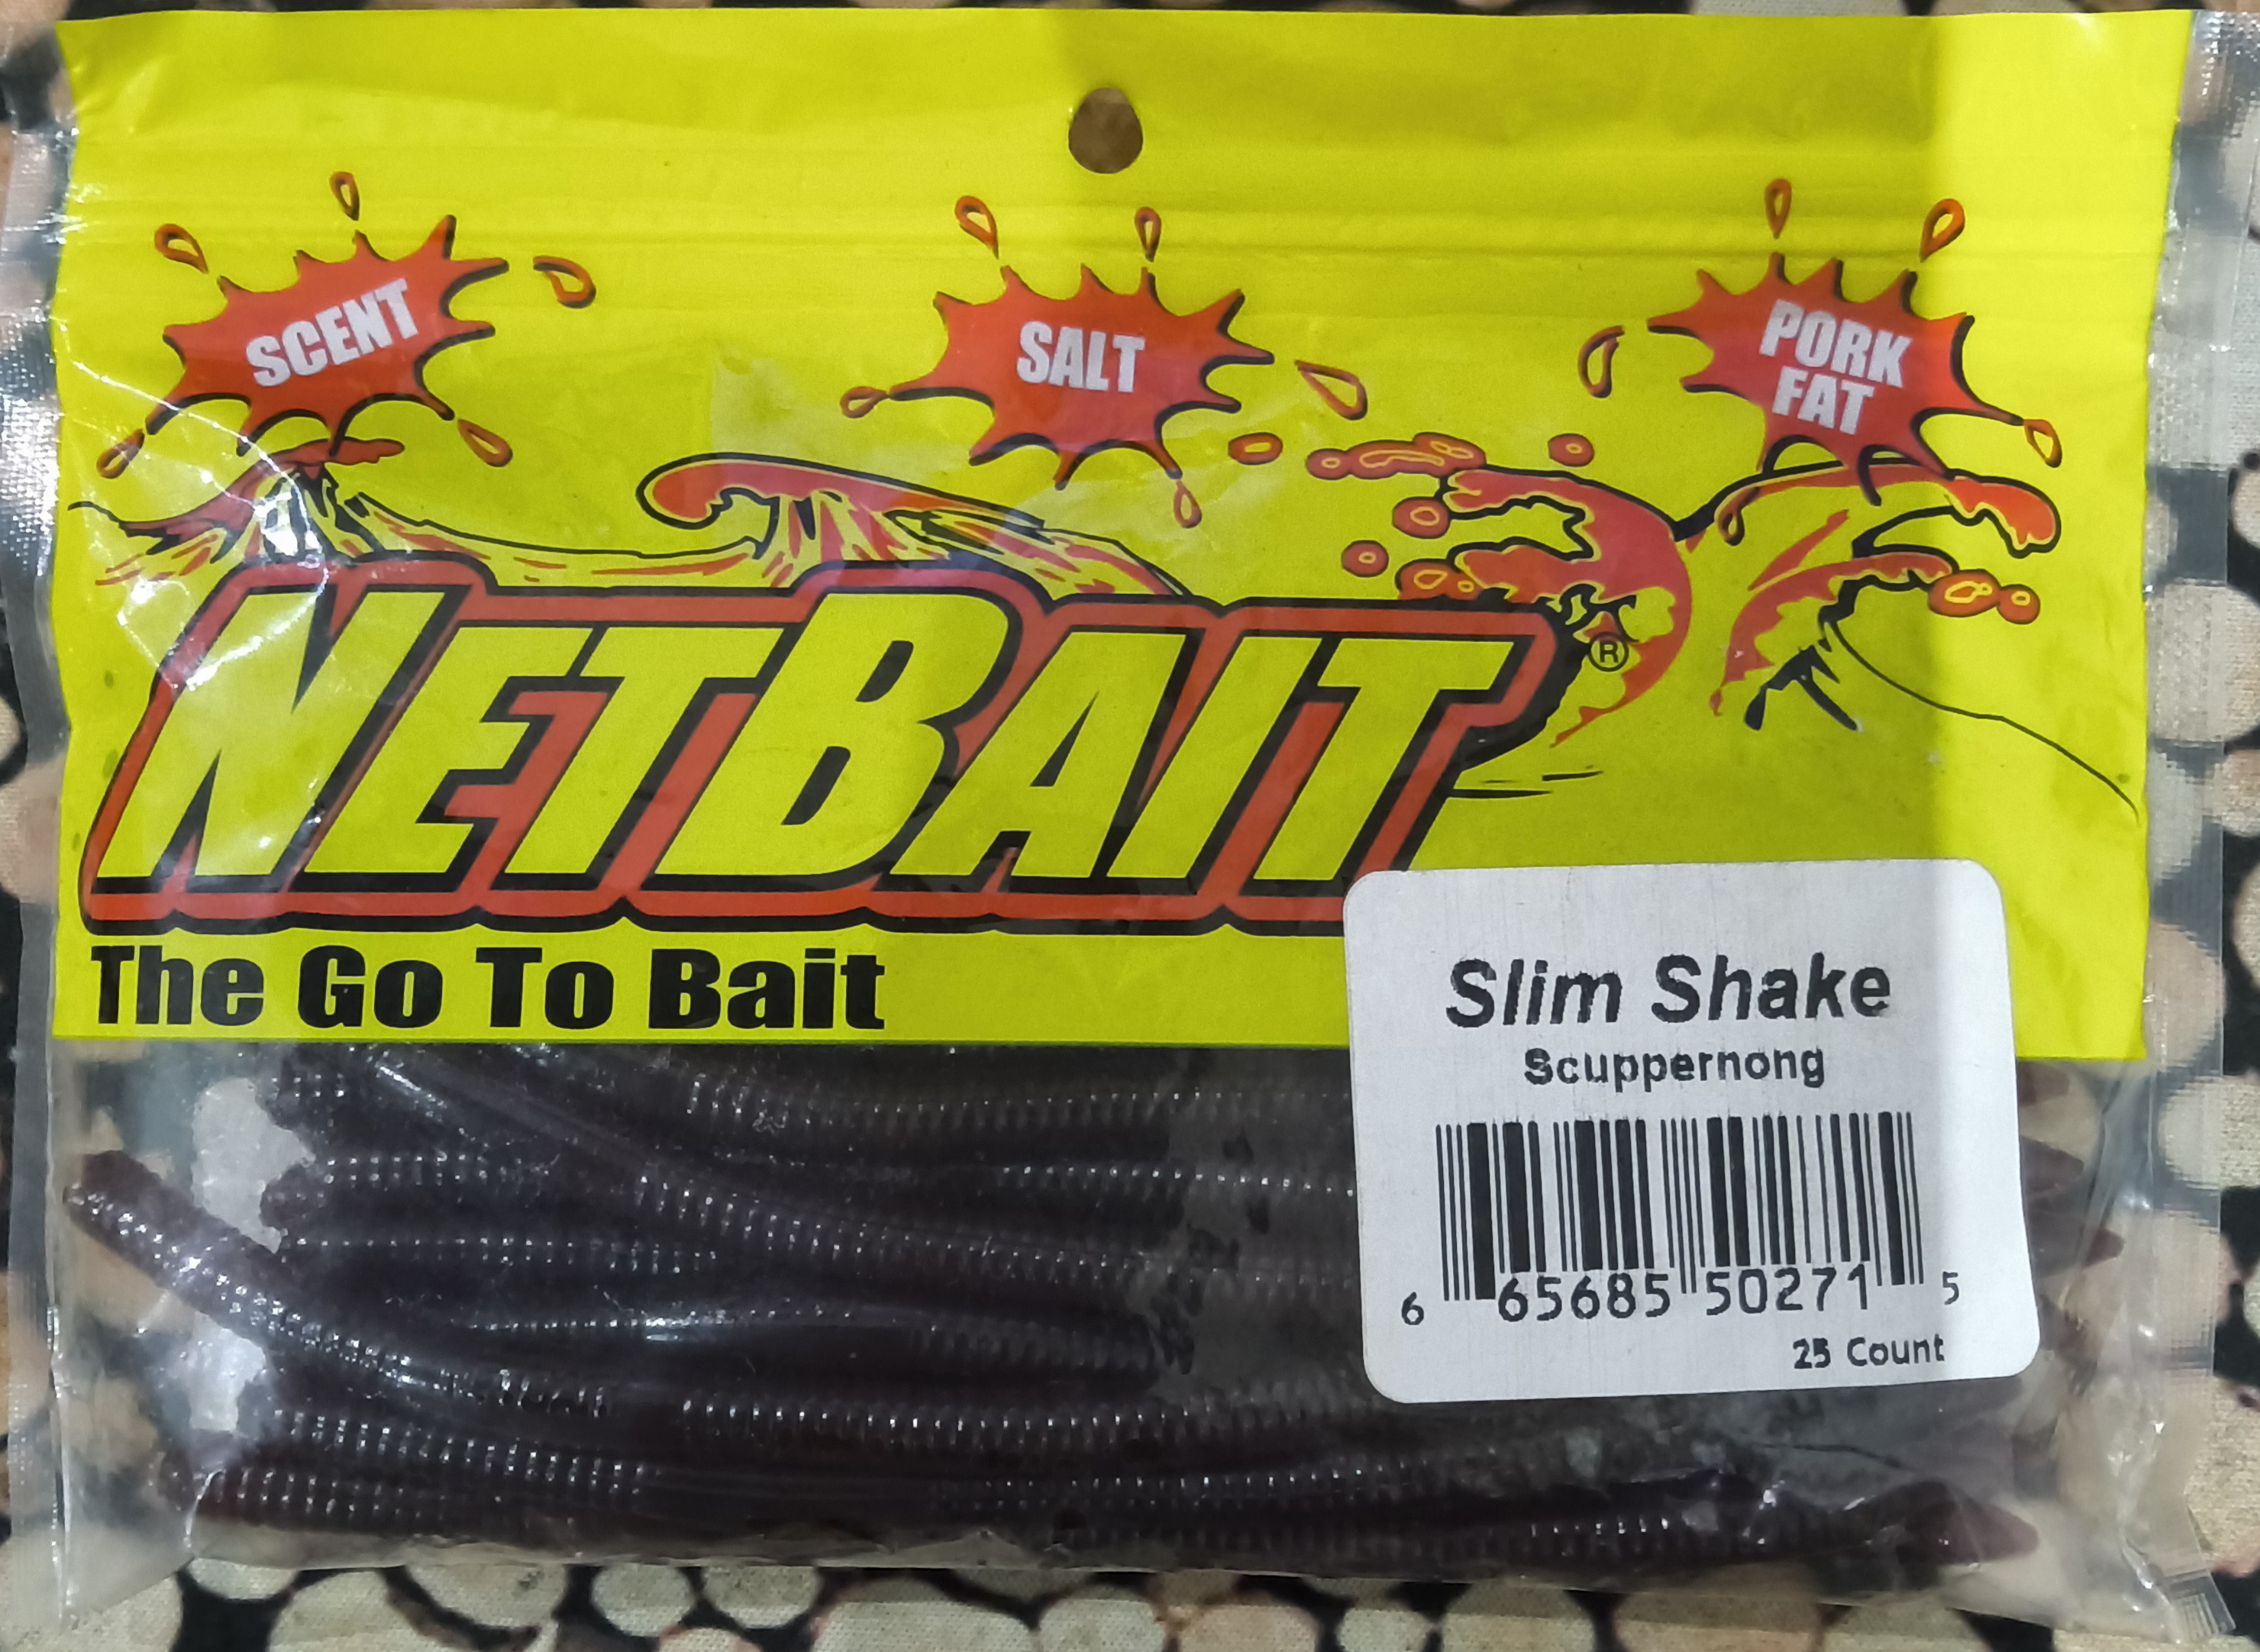 SCENT
SALT
PORK
FAT
NETBAIT®
The Go To Bait
Slim Shake
Scuppernong
6 65685 50271 5
25 Count